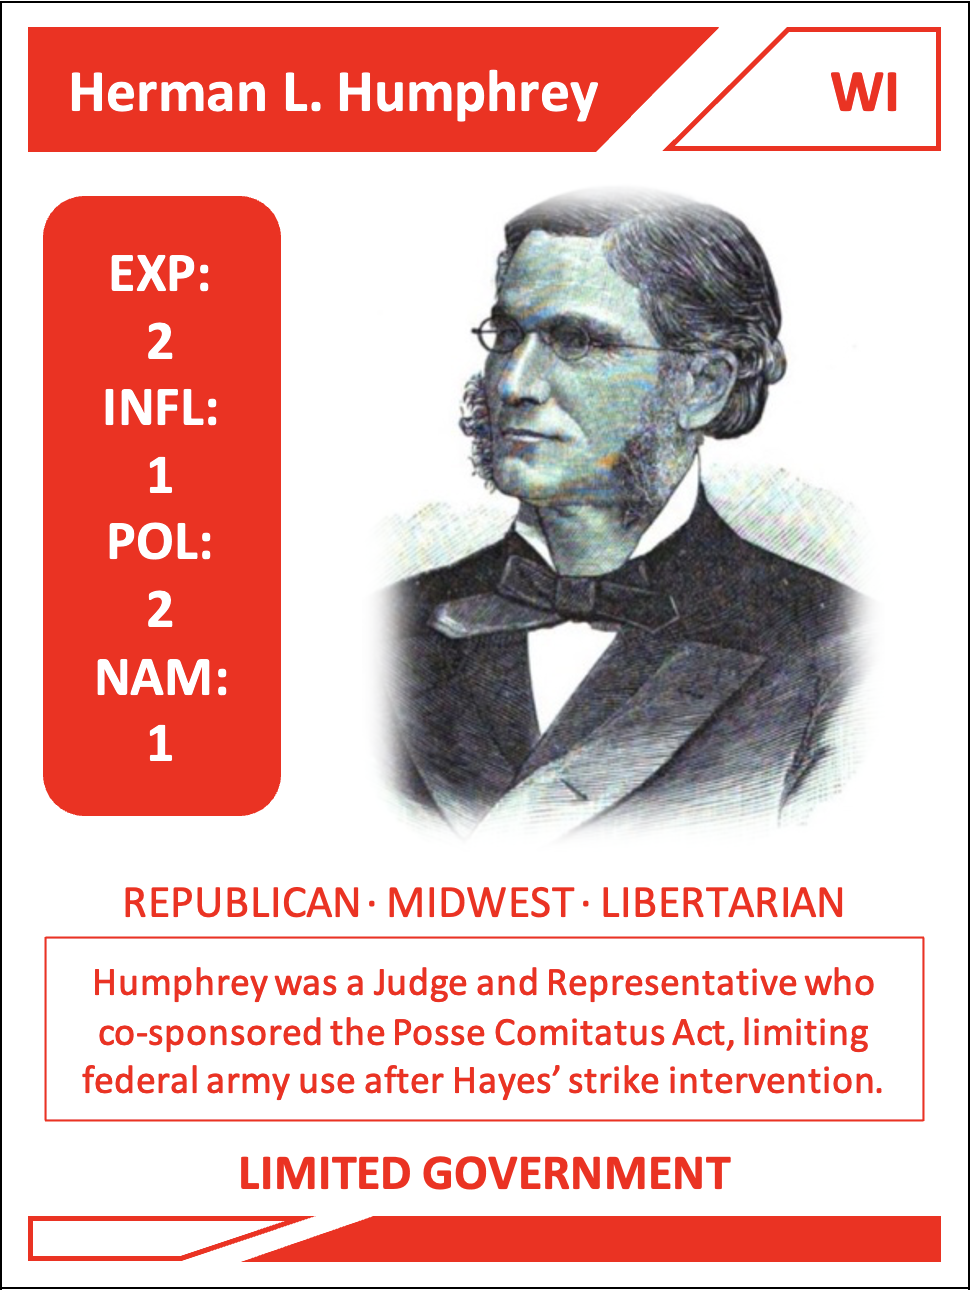 Herman L. Humphrey
WI
EXP:
2
INFL:
1
POL:
2
NAM:
1
REPUBLICAN · MIDWEST · LIBERTARIAN
Humphrey was a Judge and Representative who
co-sponsored the Posse Comitatus Act, limiting
federal army use after Hayes’ strike intervention.
LIMITED GOVERNMENT